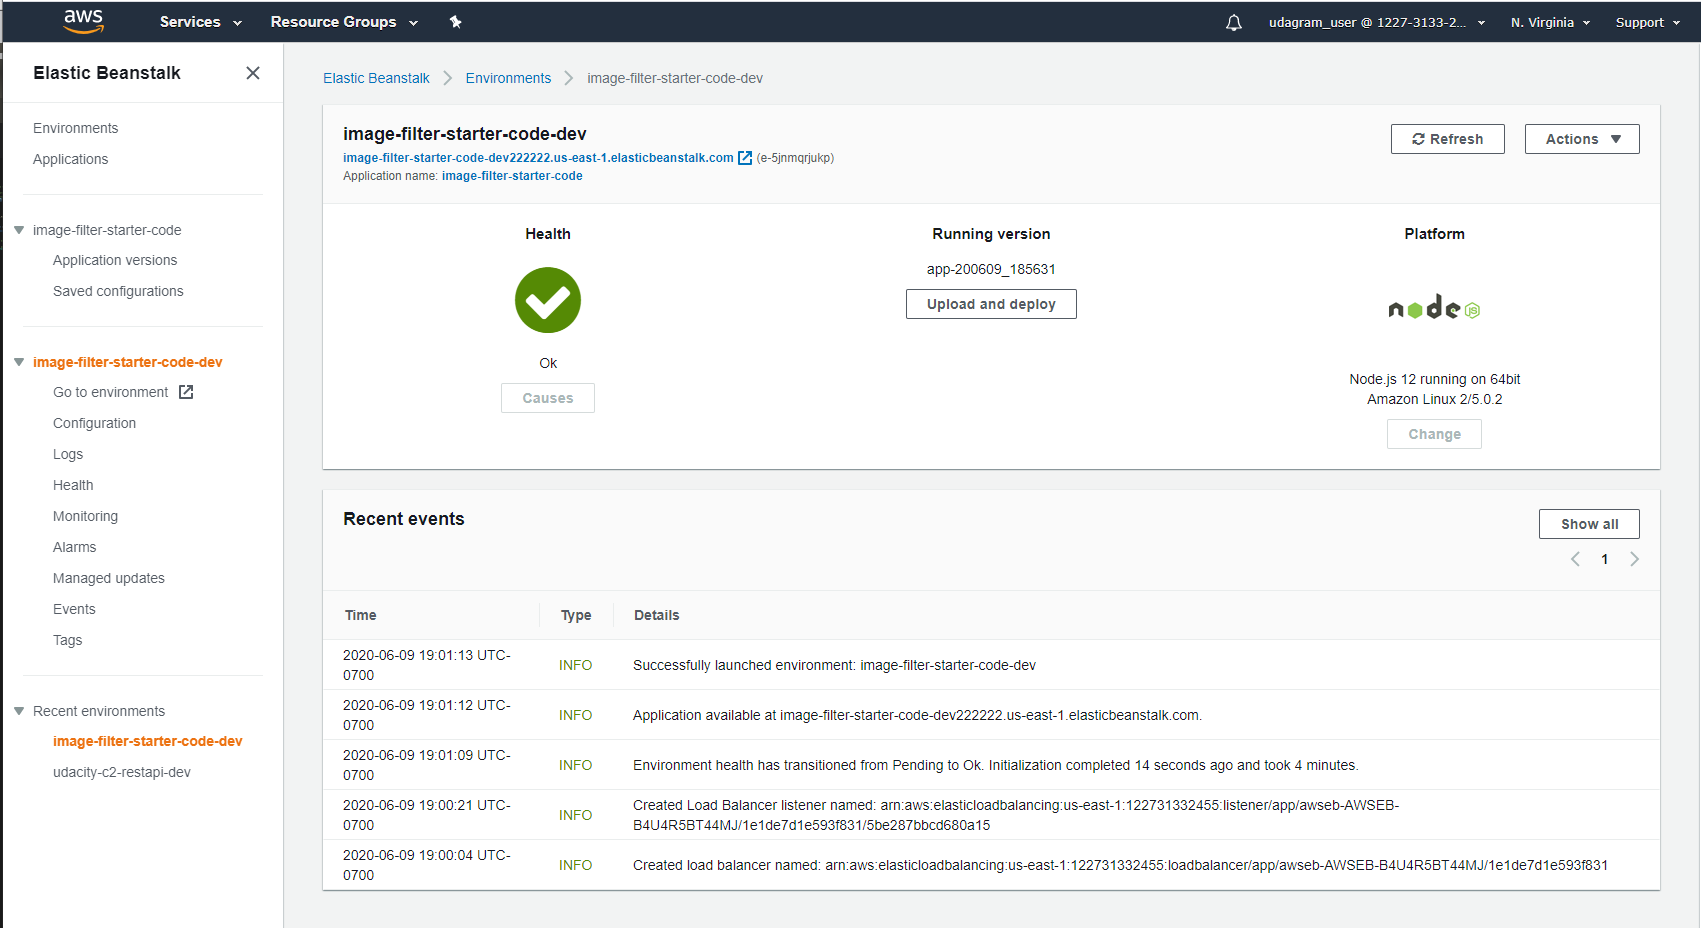 aws
Services
Resource Groups
udagram_user @ 1227-3133-2...
N. Virginia
Support
Elastic Beanstalk
Environments
Applications
image-filter-starter-code
Application versions
Saved configurations
image-filter-starter-code-dev
Go to environment
Configuration
Logs
Health
Monitoring
Alarms
Managed updates
Events
Tags
Recent environments
image-filter-starter-code-dev
udacity-c2-restapi-dev
Elastic Beanstalk > Environments > image-filter-starter-code-dev
image-filter-starter-code-dev
image-filter-starter-code-dev222222.us-east-1.elasticbeanstalk.com (e-5jnmqrjukp)
Application name: image-filter-starter-code
Refresh
Actions
Health
Ok
Causes
Running version
app-200609_185631
Upload and deploy
Platform
node JS
Node.js 12 running on 64bit
Amazon Linux 2/5.0.2
Change
Recent events
Show all
1
Time Type Details
2020-06-09 19:01:13 UTC-
0700
INFO
Successfully launched environment: image-filter-starter-code-dev
2020-06-09 19:01:12 UTC-
0700
INFO
Application available at image-filter-starter-code-dev222222.us-east-1.elasticbeanstalk.com.
2020-06-09 19:01:09 UTC-
0700
INFO
Environment health has transitioned from Pending to Ok. Initialization completed 14 seconds ago and took 4 minutes.
2020-06-09 19:00:21 UTC-
0700
INFO
Created Load Balancer listener named: arn:aws:elasticloadbalancing:us-east-1:122731332455:listener/app/awseb-AWSEB-
B4U4R5BT44MJ/1e1de7d1e593f831/5be287bbcd680a15
2020-06-09 19:00:04 UTC-
0700
INFO
Created load balancer named: arn:aws:elasticloadbalancing:us-east-1:122731332455:loadbalancer/app/awseb-AWSEB-B4U4R5BT44MJ/1e1de7d1e593f831